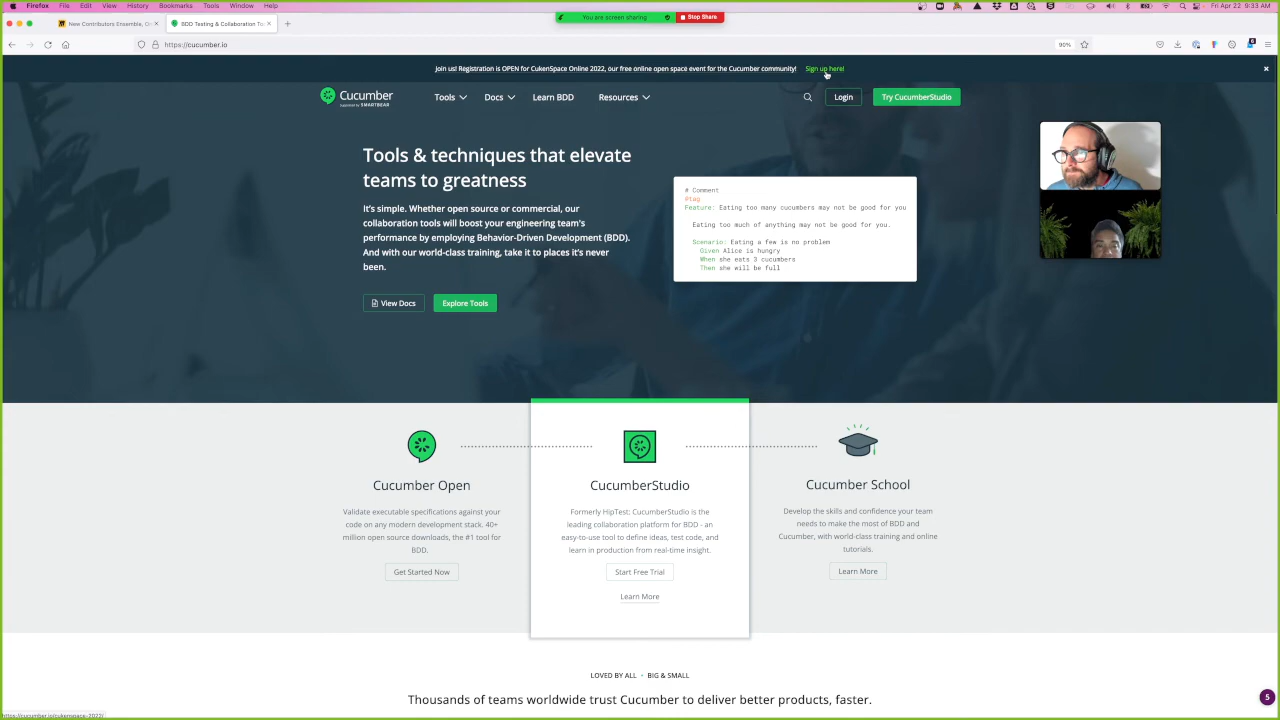 Firefox File Edit View History Bookmarks Tools Window Help
You are screen sharing
Stop Share
Fri Apr 22 9:33 AM
New Contributors Ensemble, O
BDD Testing & Collaboration To
https://cucumber.io
90%
Join us! Registration is OPEN for CukenSpace Online 2022, our free online open space event for the Cucumber community! Sign up here!
Cucumber
Supported by SMARTBEAR
Tools Docs Learn BDD Resources Login Try CucumberStudio
Tools & techniques that elevate
teams to greatness
It's simple. Whether open source or commercial, our
collaboration tools will boost your engineering team's
performance by employing Behavior-Driven Development (BDD).
And with our world-class training, take it to places it's never
been.
View Docs
Explore Tools
# Comment
#tag
Feature: Eating too many cucumbers may not be good for you
Eating too much of anything may not be good for you.
Scenario: Eating a few is no problem
Given Alice is hungry
When she eats 3 cucumbers
Then she will be full
Cucumber Open
Validate executable specifications against your
code on any modern development stack. 40+
million open source downloads, the #1 tool for
BDD.
Get Started Now
CucumberStudio
Formerly HipTest: CucumberStudio is the
leading collaboration platform for BDD - an
easy-to-use tool to define ideas, test code, and
learn in production from real-time insight.
Start Free Trial
Learn More
Cucumber School
Develop the skills and confidence your team
needs to make the most of BDD and
Cucumber, with world-class training and online
tutorials.
Learn More
LOVED BY ALL - BIG & SMALL
Thousands of teams worldwide trust Cucumber to deliver better products, faster.
5
https://cucumber.io/cukenspace-2022/